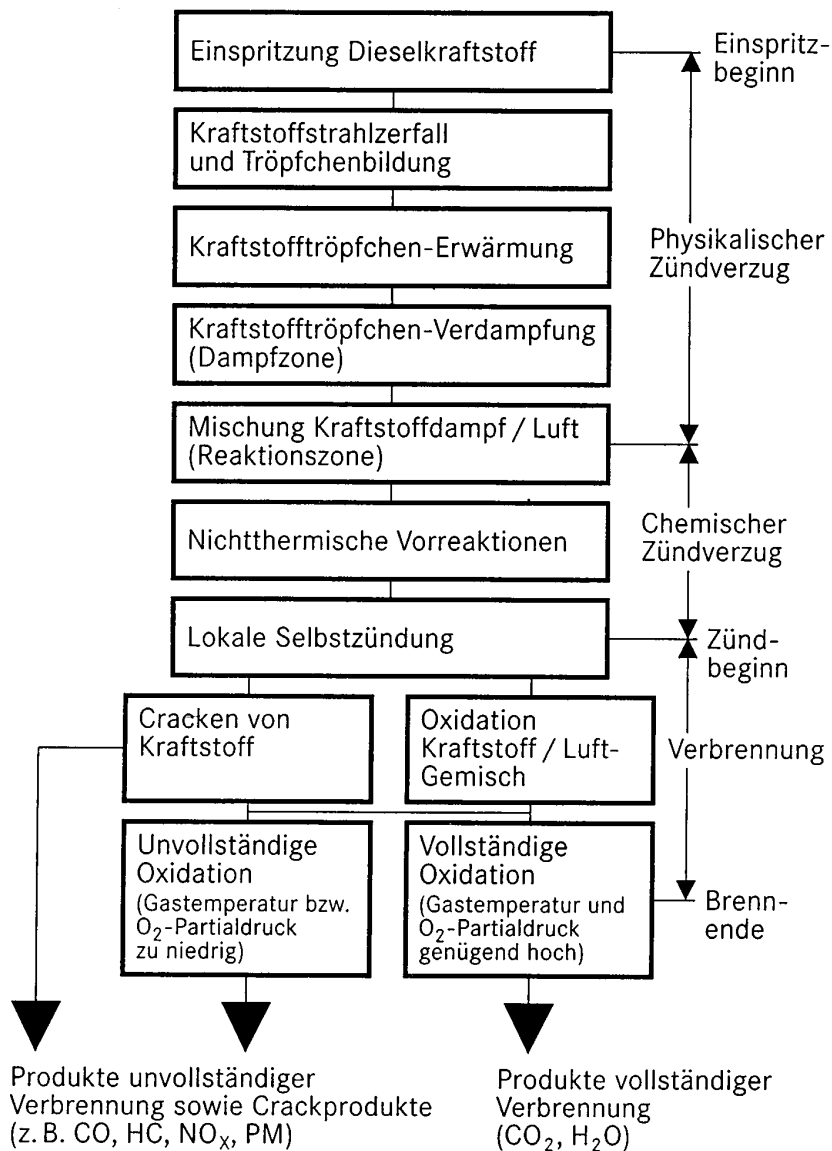 Einspritzung Dieselkraftstoff
Einspritz-
beginn
Kraftstoffstrahlzerfall
und Tröpfchenbildung
Kraftstofftröpfchen-Erwärmung
Physikalischer
Zündverzug
Kraftstofftröpfchen-Verdampfung
(Dampfzone)
Mischung Kraftstoffdampf / Luft
(Reaktionszone)
Nichtthermische Vorreaktionen
Chemischer
Zündverzug
Lokale Selbstzündung
Zünd-
beginn
Cracken von
Kraftstoff
Oxidation
Kraftstoff / Luft-
Gemisch
Verbrennung
Unvollständige
Oxidation
(Gastemperatur bzw.
O₂-Partialdruck
zu niedrig)
Vollständige
Oxidation
(Gastemperatur und
O₂-Partialdruck
genügend hoch)
Brenn-
ende
Produkte unvollständiger
Verbrennung sowie Crackprodukte
(z. B. CO, HC, NOₓ, PM)
Produkte vollständiger
Verbrennung
(CO₂, H₂O)